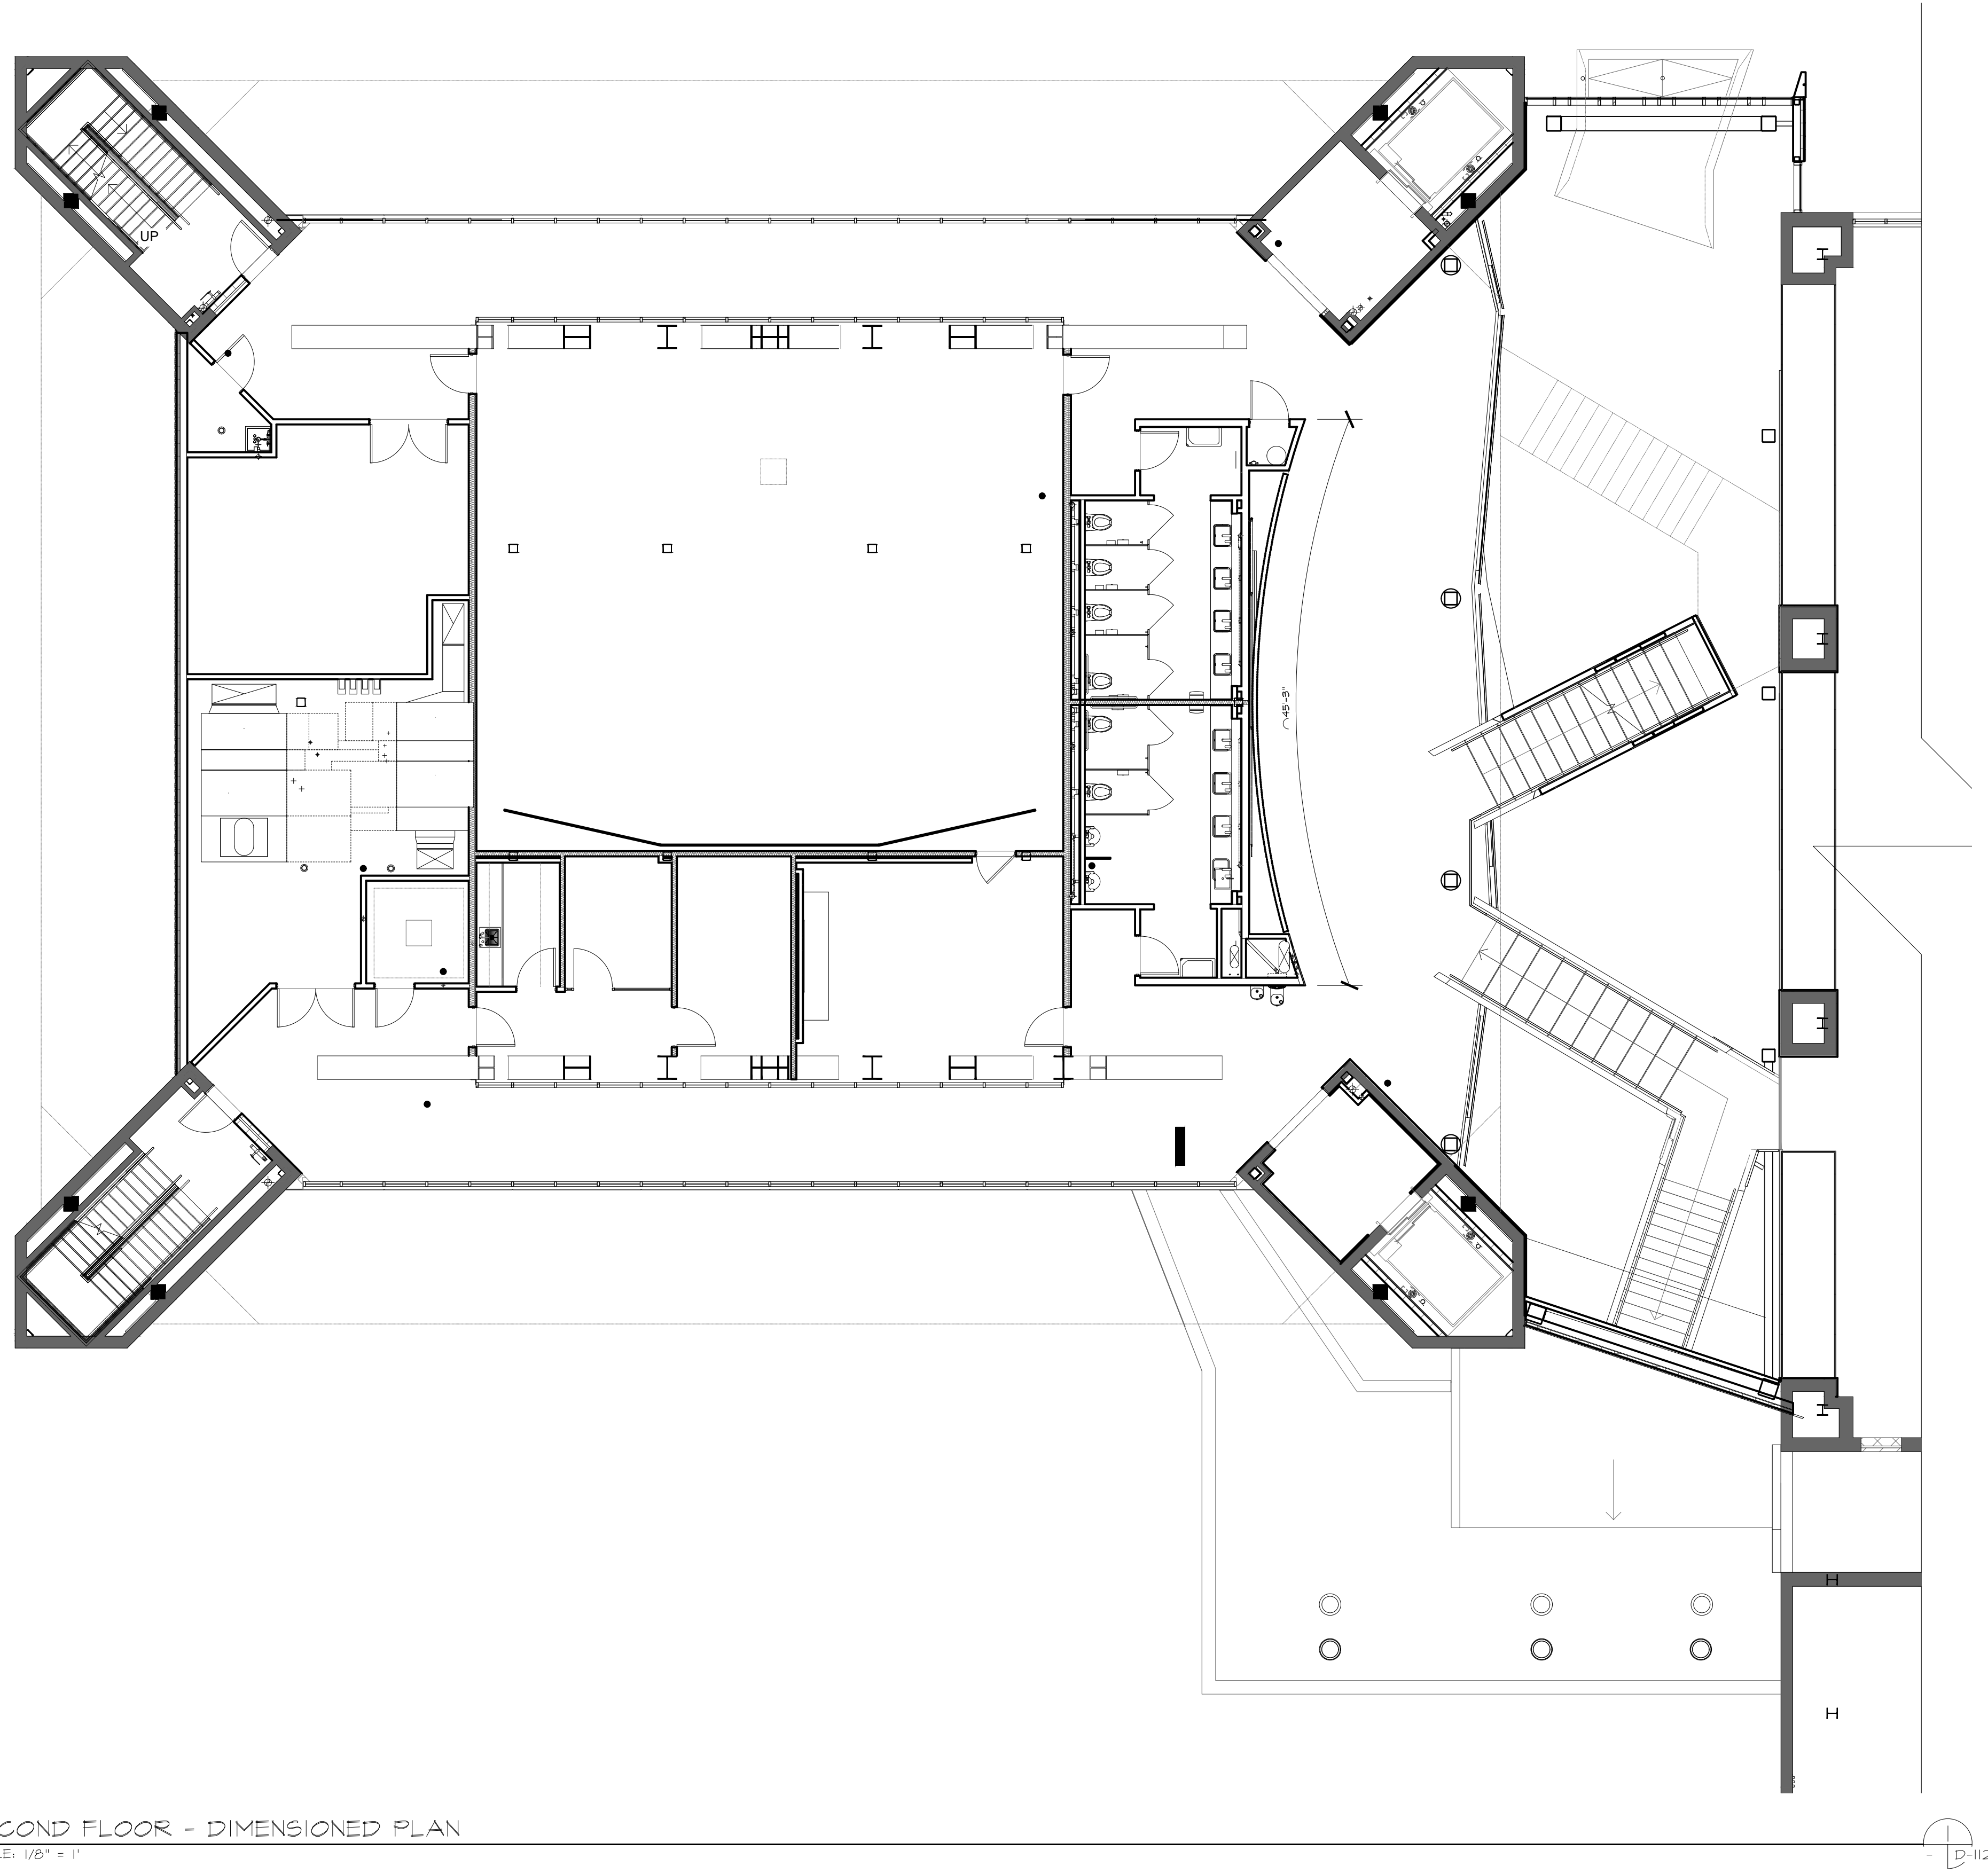 UP
45'-3"
COND FLOOR - DIMENSIONED PLAN
LE: 1/8" = 1'
- D-112